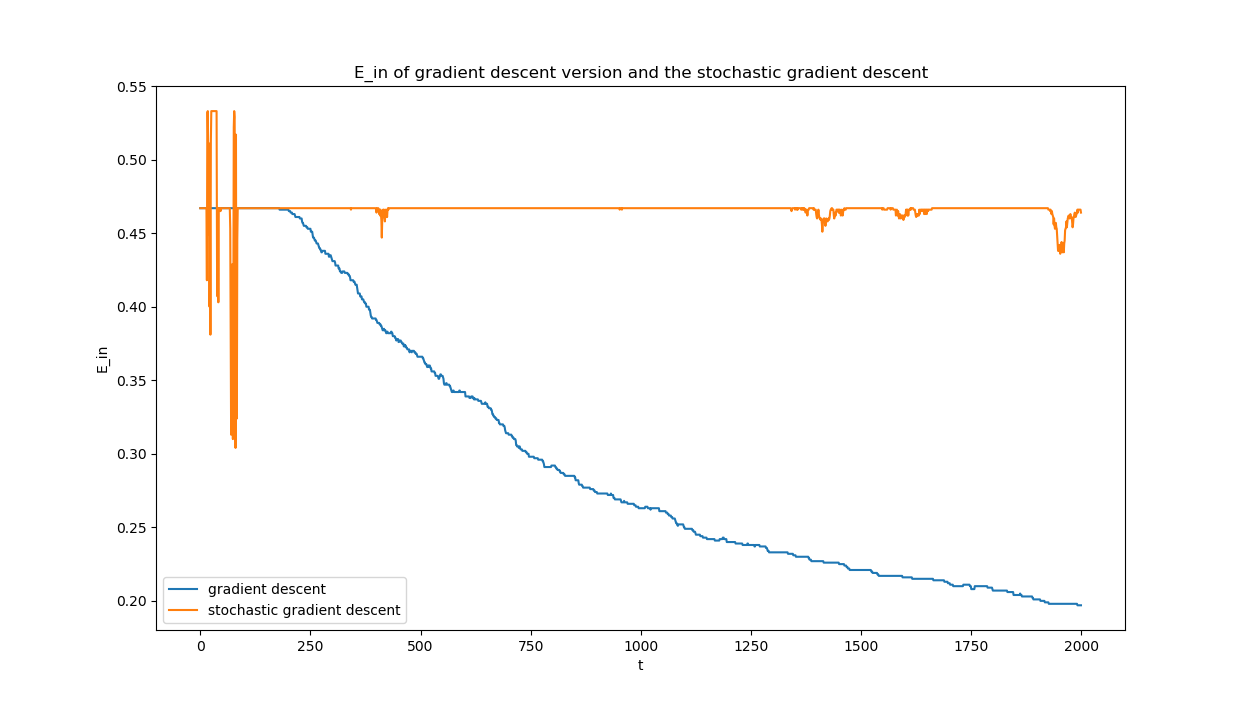 E_in of gradient descent version and the stochastic gradient descent
0.55
0.50
0.45
0.40
0.35
0.30
0.25
0.20
E_in
gradient descent
stochastic gradient descent
0 250 500 750 1000 1250 1500 1750 2000
t